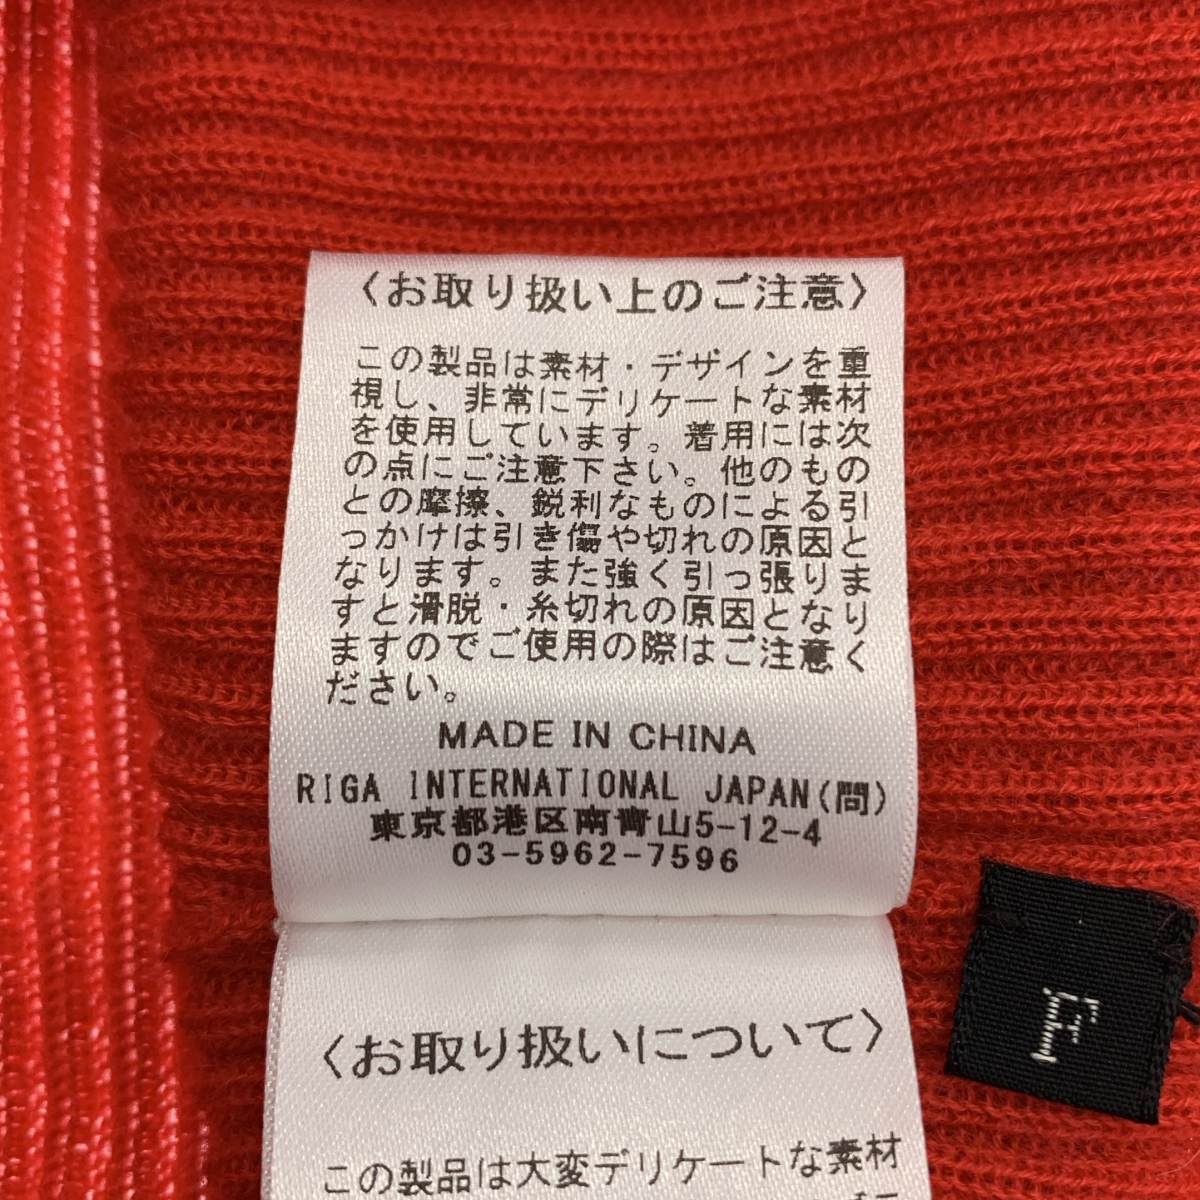 〈お取り扱い上のご注意〉
この製品は素材・デザインを重
視し、非常にデリケートな素材
を使用しています。着用には次
の点にご注意下さい。他のもの
との摩擦、鋭利なものによる引
っかけは引き傷や切れの原因と
なります。また強く引っ張りま
すと滑脱・糸切れの原因となり
ますのでご使用の際はご注意く
ださい。
MADE IN CHINA
RIGA INTERNATIONAL JAPAN(問)
東京都港区南青山5-12-4
03-5962-7596
F
〈お取り扱いについて〉
この製品は大変デリケートな素材